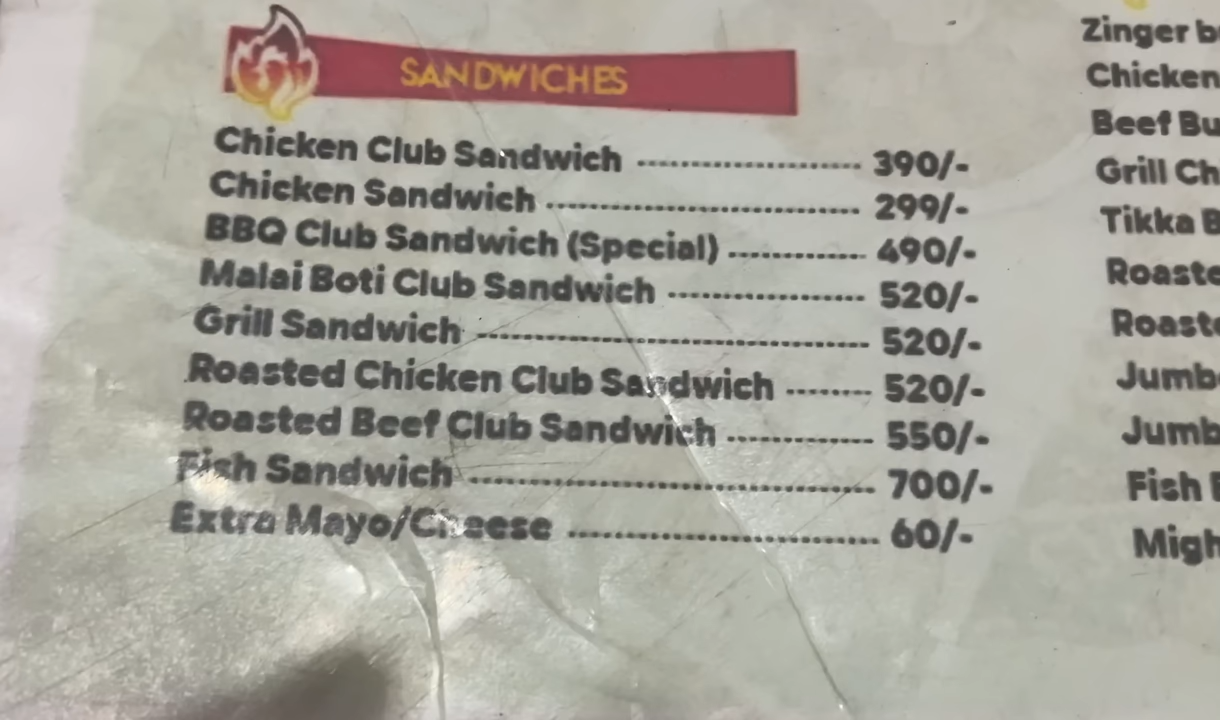 SANDWICHES
Chicken Club Sandwich ........................ 390/-
Chicken Sandwich ................................. 299/-
BBQ Club Sandwich (Special) .............. 490/-
Malai Boti Club Sandwich ..................... 520/-
Grill Sandwich .......................................... 520/-
Roasted Chicken Club Sandwich ......... 520/-
Roasted Beef Club Sandwich ............... 550/-
Fish Sandwich ........................................... 700/-
Extra Mayo/Cheese ................................. 60/-
Zinger
Chicken
Beef
Grill
Tikka
Fish